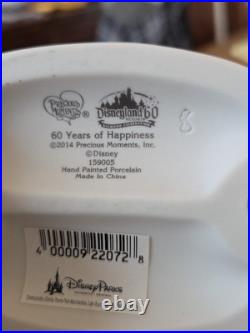 PRECIOUS MOMENTS
Disneyland 60
60 Years of Happiness
©2014 Precious Moments, Inc.
©Disney
159005
Hand Painted Porcelain
Made in China
8
4 00009 22072 8
DISNEY PARKS